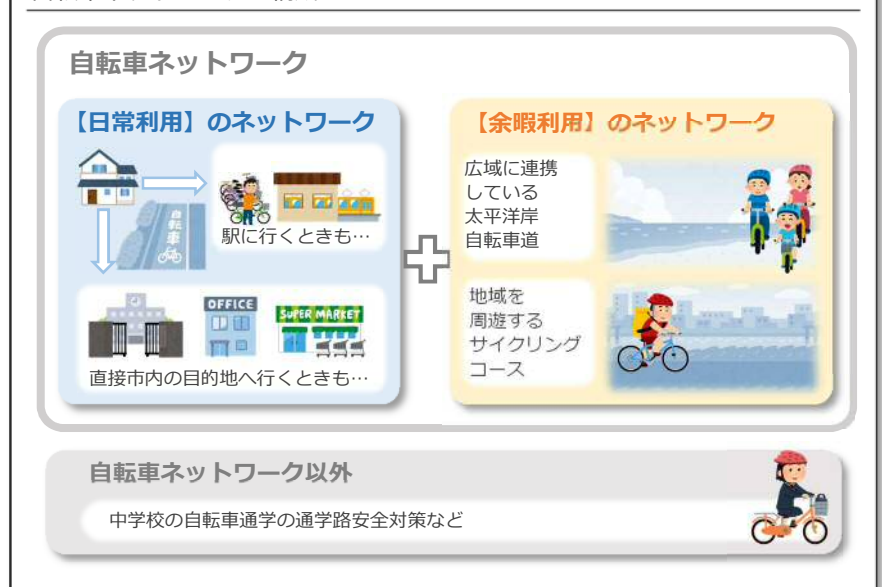 自転車ネットワーク
【日常利用】のネットワーク
自転車
駅に行くときも…
OFFICE
SUPER MARKET
直接市内の目的地へ行くときも…
【余暇利用】のネットワーク
広域に連携
している
太平洋岸
自転車道
地域を
周遊する
サイクリング
コース
自転車ネットワーク以外
中学校の自転車通学の通学路安全対策など